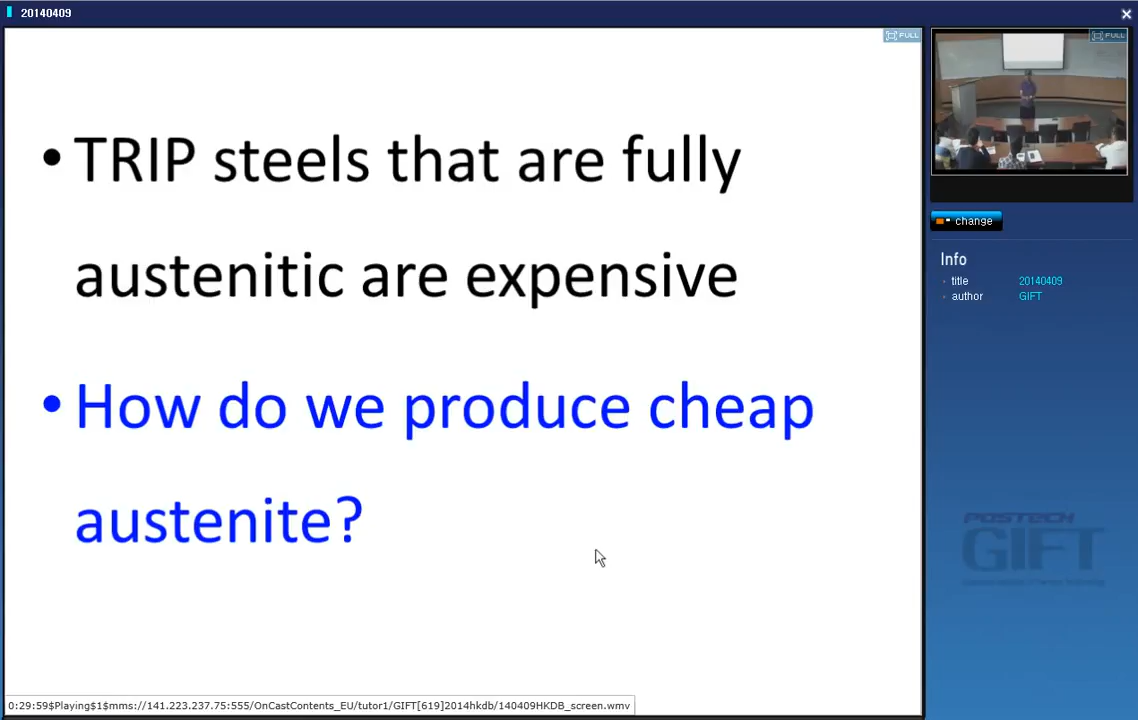 20140409
FULL
FULL
• TRIP steels that are fully
austenitic are expensive
• How do we produce cheap
austenite?
change
Info
title 20140409
author GIFT
POSTECH
GIFT
0:29:59$Playing$1$mms://141.223.237.75:555/OnCastContents_EU/tutor1/GIFT[619]2014hkdb/140409HKDB_screen.wmv